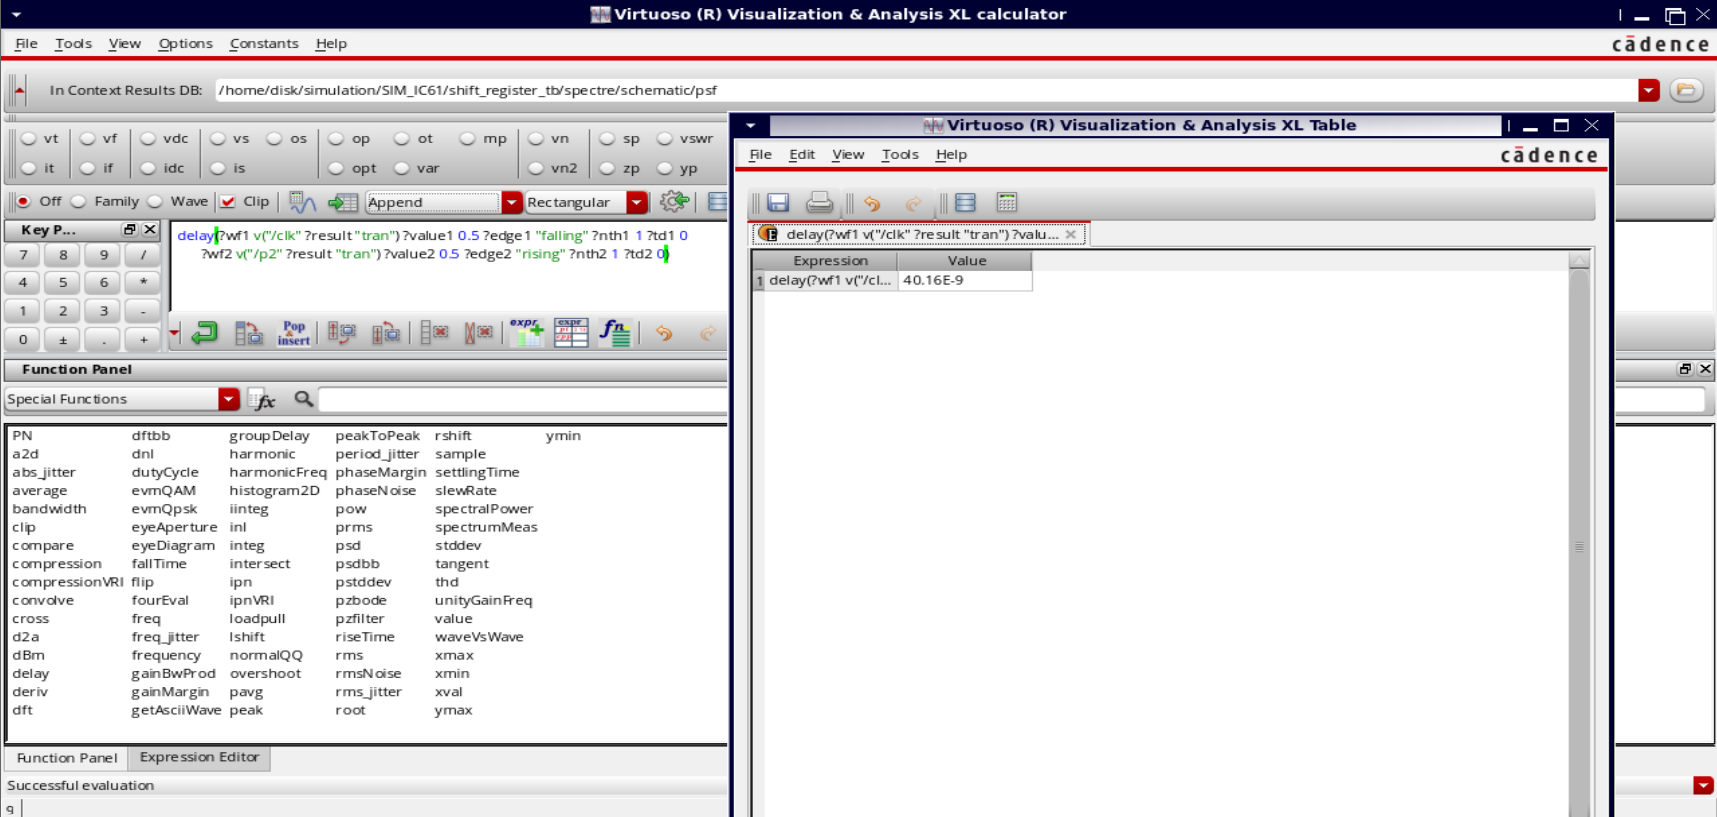 Virtuoso (R) Visualization & Analysis XL calculator
File Tools View Options Constants Help
cādence
In Context Results DB: /home/disk/simulation/SIM_IC61/shift_register_tb/spectre/schematic/psf
vt vf vdc vs os op ot mp vn sp vswr
it if idc is opt var vn2 zp yp
Off Family Wave Clip Append Rectangular
Key P...
7 8 9 /
4 5 6 *
1 2 3 -
0 ± . +
delay(?wf1 v("/clk" ?result "tran") ?value1 0.5 ?edge1 "falling" ?nth1 1 ?td1 0
?wf2 v("/p2" ?result "tran") ?value2 0.5 ?edge2 "rising" ?nth2 1 ?td2 0)
Pop & insert
expr
expr
fn
Function Panel
Special Functions
fx
PN dftbb groupDelay peakToPeak rshift ymin
a2d dnl harmonic period_jitter sample
abs_jitter dutyCycle harmonicFreq phaseMargin settlingTime
average evmQAM histogram2D phaseNoise slewRate
bandwidth evmQpsk iinteg pow spectralPower
clip eyeAperture inl prms spectrumMeas
compare eyeDiagram integ psd stddev
compression fallTime intersect psdbb tangent
compressionVRI flip ipn pstddev thd
convolve fourEval ipnVRI pzbode unityGainFreq
cross freq loadpull pzfilter value
d2a freq_jitter lshift riseTime waveVsWave
dBm frequency normalQQ rms xmax
delay gainBwProd overshoot rmsNoise xmin
deriv gainMargin pavg rms_jitter xval
dft getAsciiWave peak root ymax
Function Panel Expression Editor
Successful evaluation
9
Virtuoso (R) Visualization & Analysis XL Table
File Edit View Tools Help
cādence
delay(?wf1 v("/clk" ?result "tran") ?valu...
Expression Value
1 delay(?wf1 v("/cl... 40.16E-9